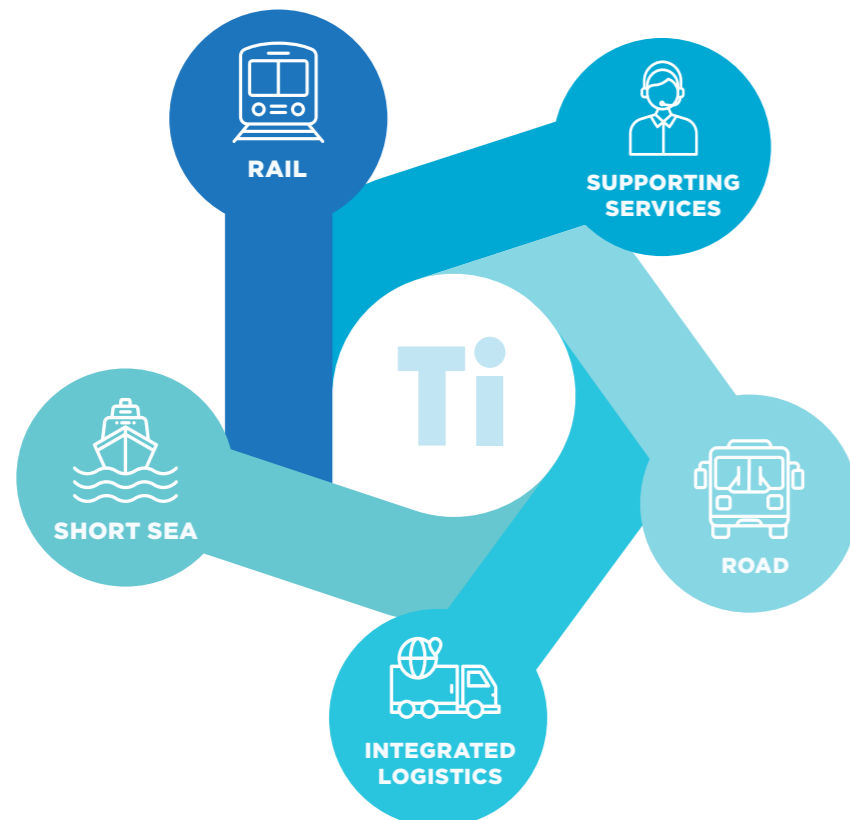 RAIL
SUPPORTING
SERVICES
Ti
SHORT SEA
ROAD
INTEGRATED
LOGISTICS